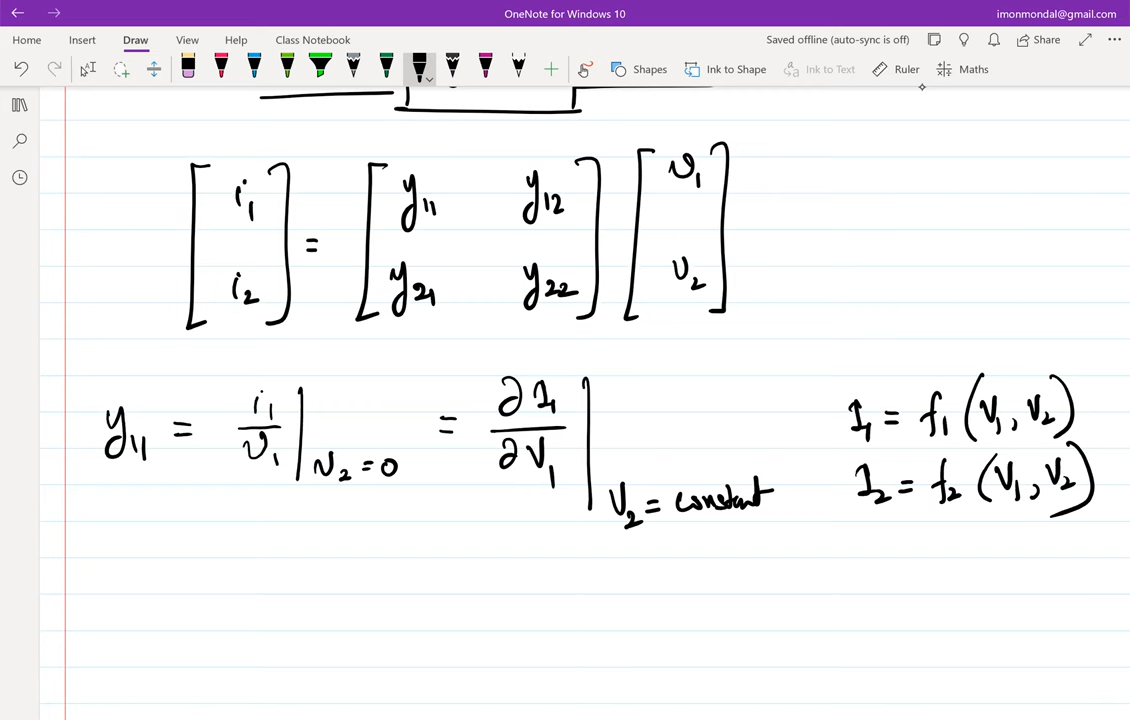 OneNote for Windows 10
imonmondal@gmail.com
Home Insert Draw View Help Class Notebook
Saved offline (auto-sync is off) Share
Shapes Ink to Shape Ink to Text Ruler Maths
[i₁ i₂] = [y₁₁ y₁₂ y₂₁ y₂₂] [v₁ v₂]
y₁₁ = i₁/v₁ |v₂ = 0 = ∂I₁/∂V₁ |V₂ = constant
I₁ = f₁ (V₁, V₂)
I₂ = f₂ (V₁, V₂)